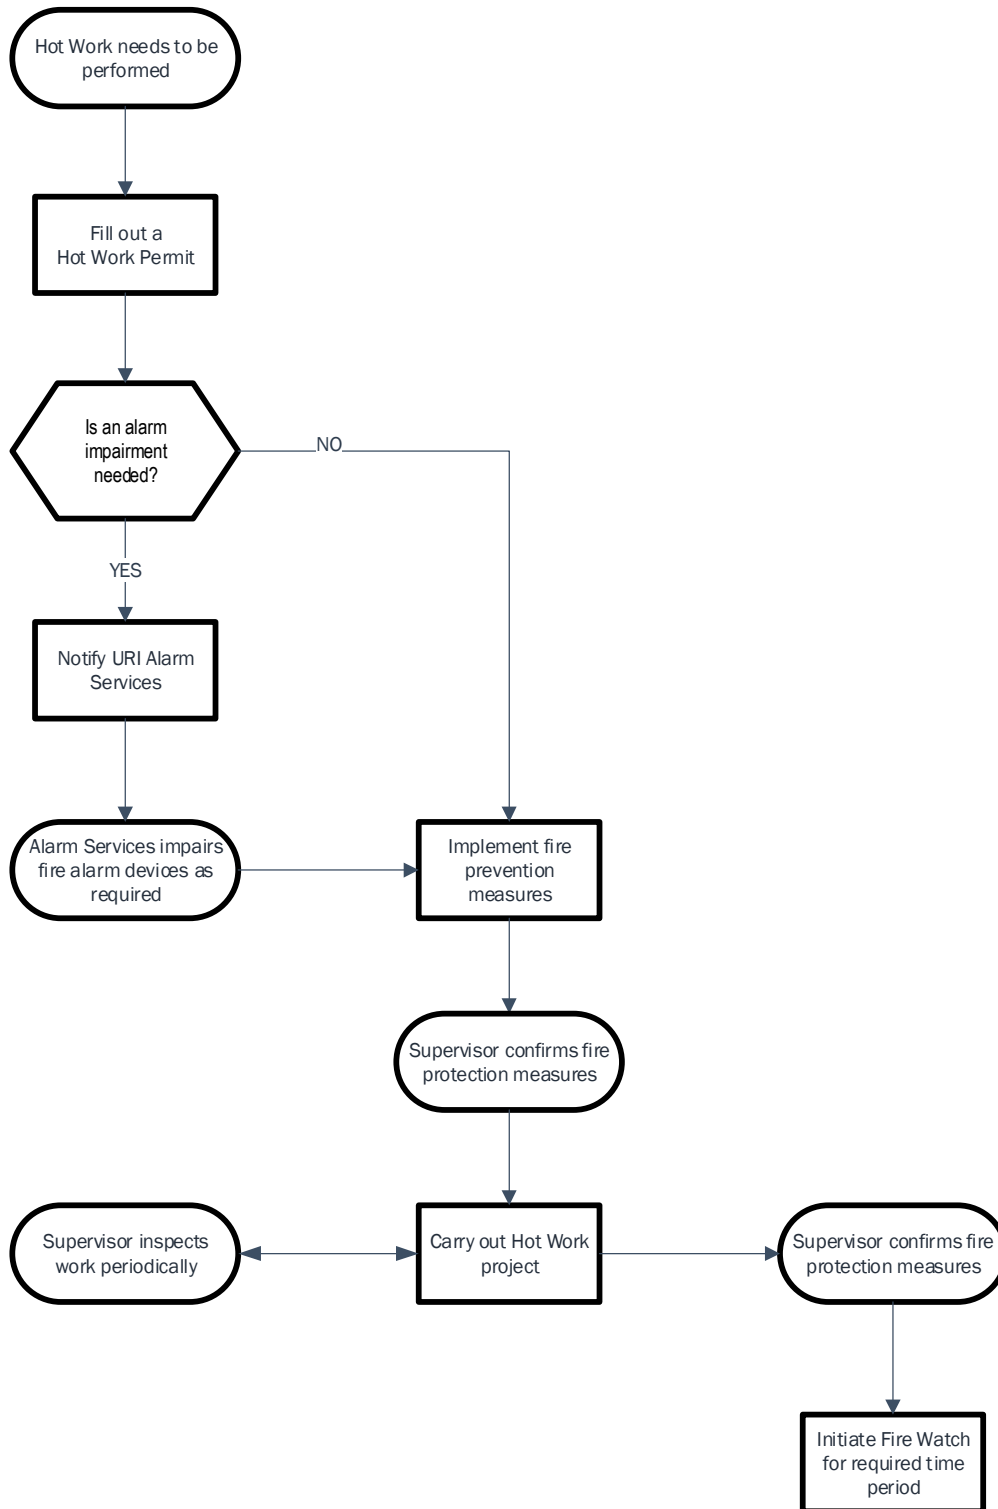 Hot Work needs to be
performed
Fill out a
Hot Work Permit
Is an alarm
impairment
needed?
NO
YES
Notify URI Alarm
Services
Alarm Services impairs
fire alarm devices as
required
Implement fire
prevention
measures
Supervisor confirms fire
protection measures
Supervisor inspects
work periodically
Carry out Hot Work
project
Supervisor confirms fire
protection measures
Initiate Fire Watch
for required time
period